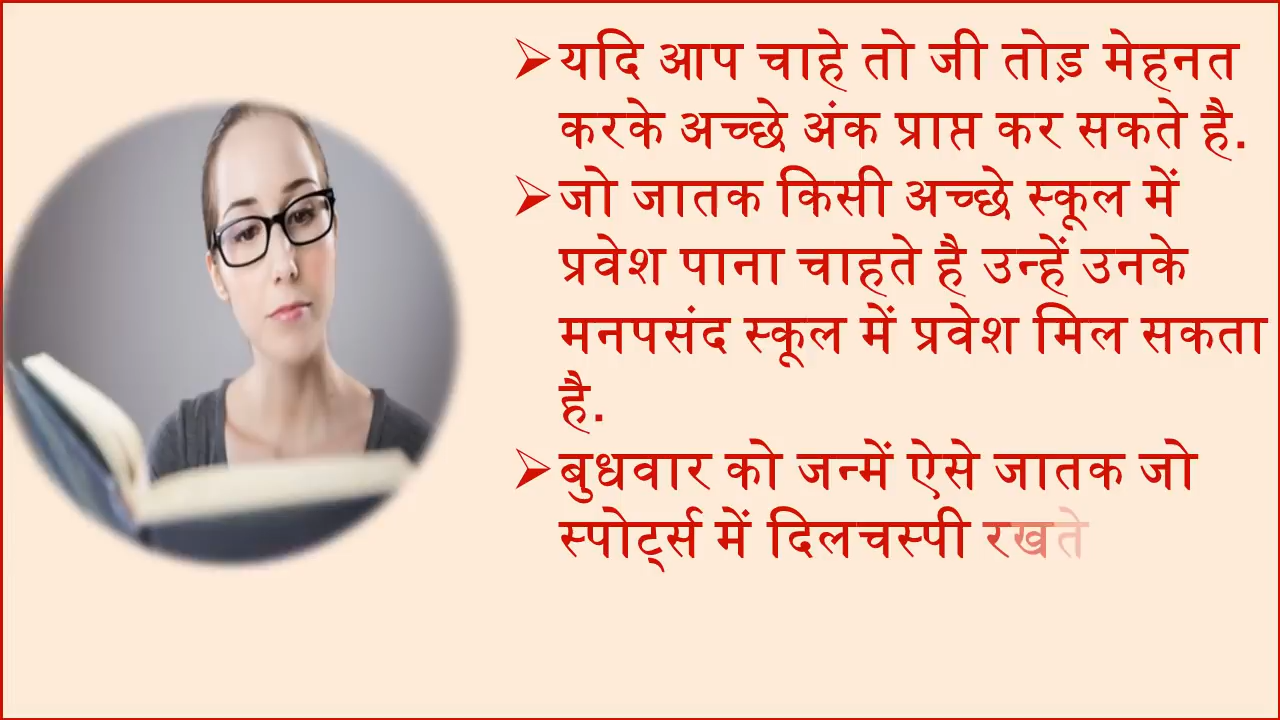 ➢यदि आप चाहे तो जी तोड़ मेहनत
करके अच्छे अंक प्राप्त कर सकते है.
➢जो जातक किसी अच्छे स्कूल में
प्रवेश पाना चाहते है उन्हें उनके
मनपसंद स्कूल में प्रवेश मिल सकता
है.
➢बुधवार को जन्में ऐसे जातक जो
स्पोर्ट्स में दिलचस्पी रखते